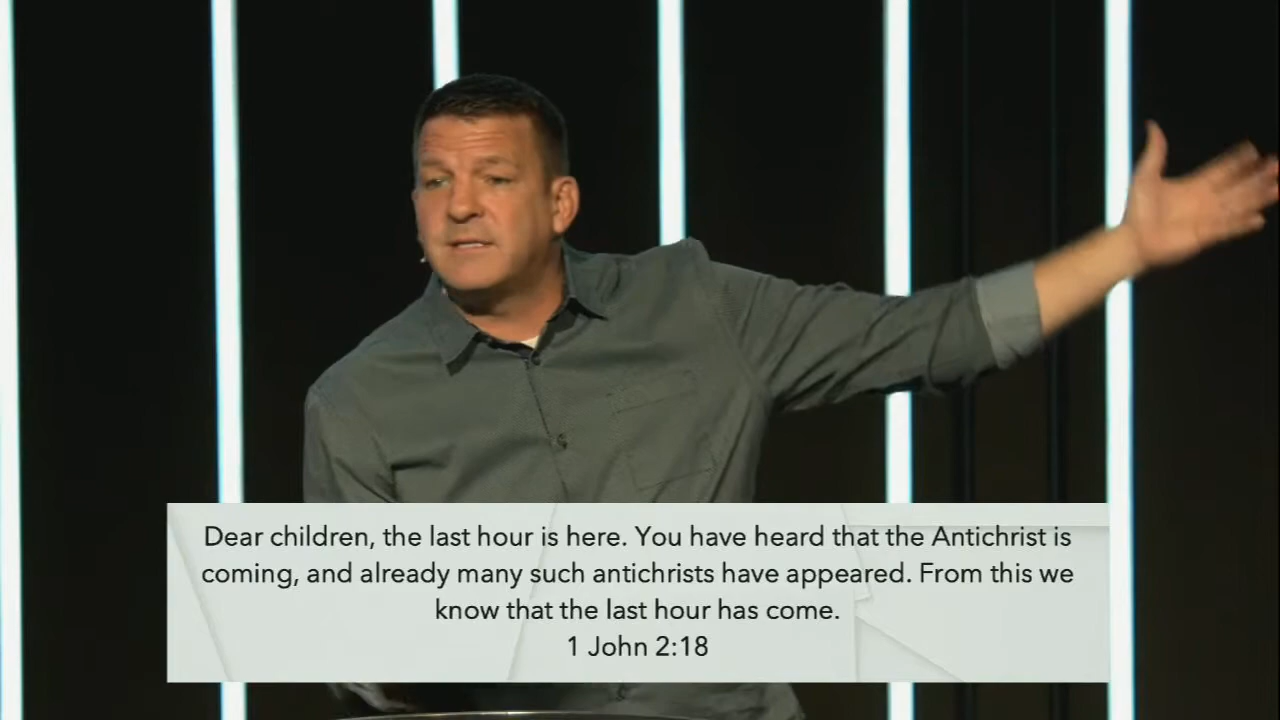 Dear children, the last hour is here. You have heard that the Antichrist is
coming, and already many such antichrists have appeared. From this we
know that the last hour has come.
1 John 2:18